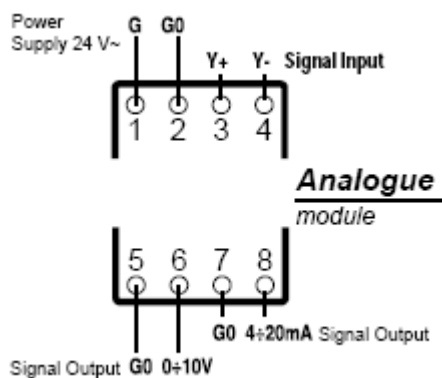 Power
Supply 24 V~ G G0
Y+ Y- Signal Input
1 2 3 4
Analogue
module
5 6 7 8
G0 4÷20mA Signal Output
Signal Output G0 0÷10V